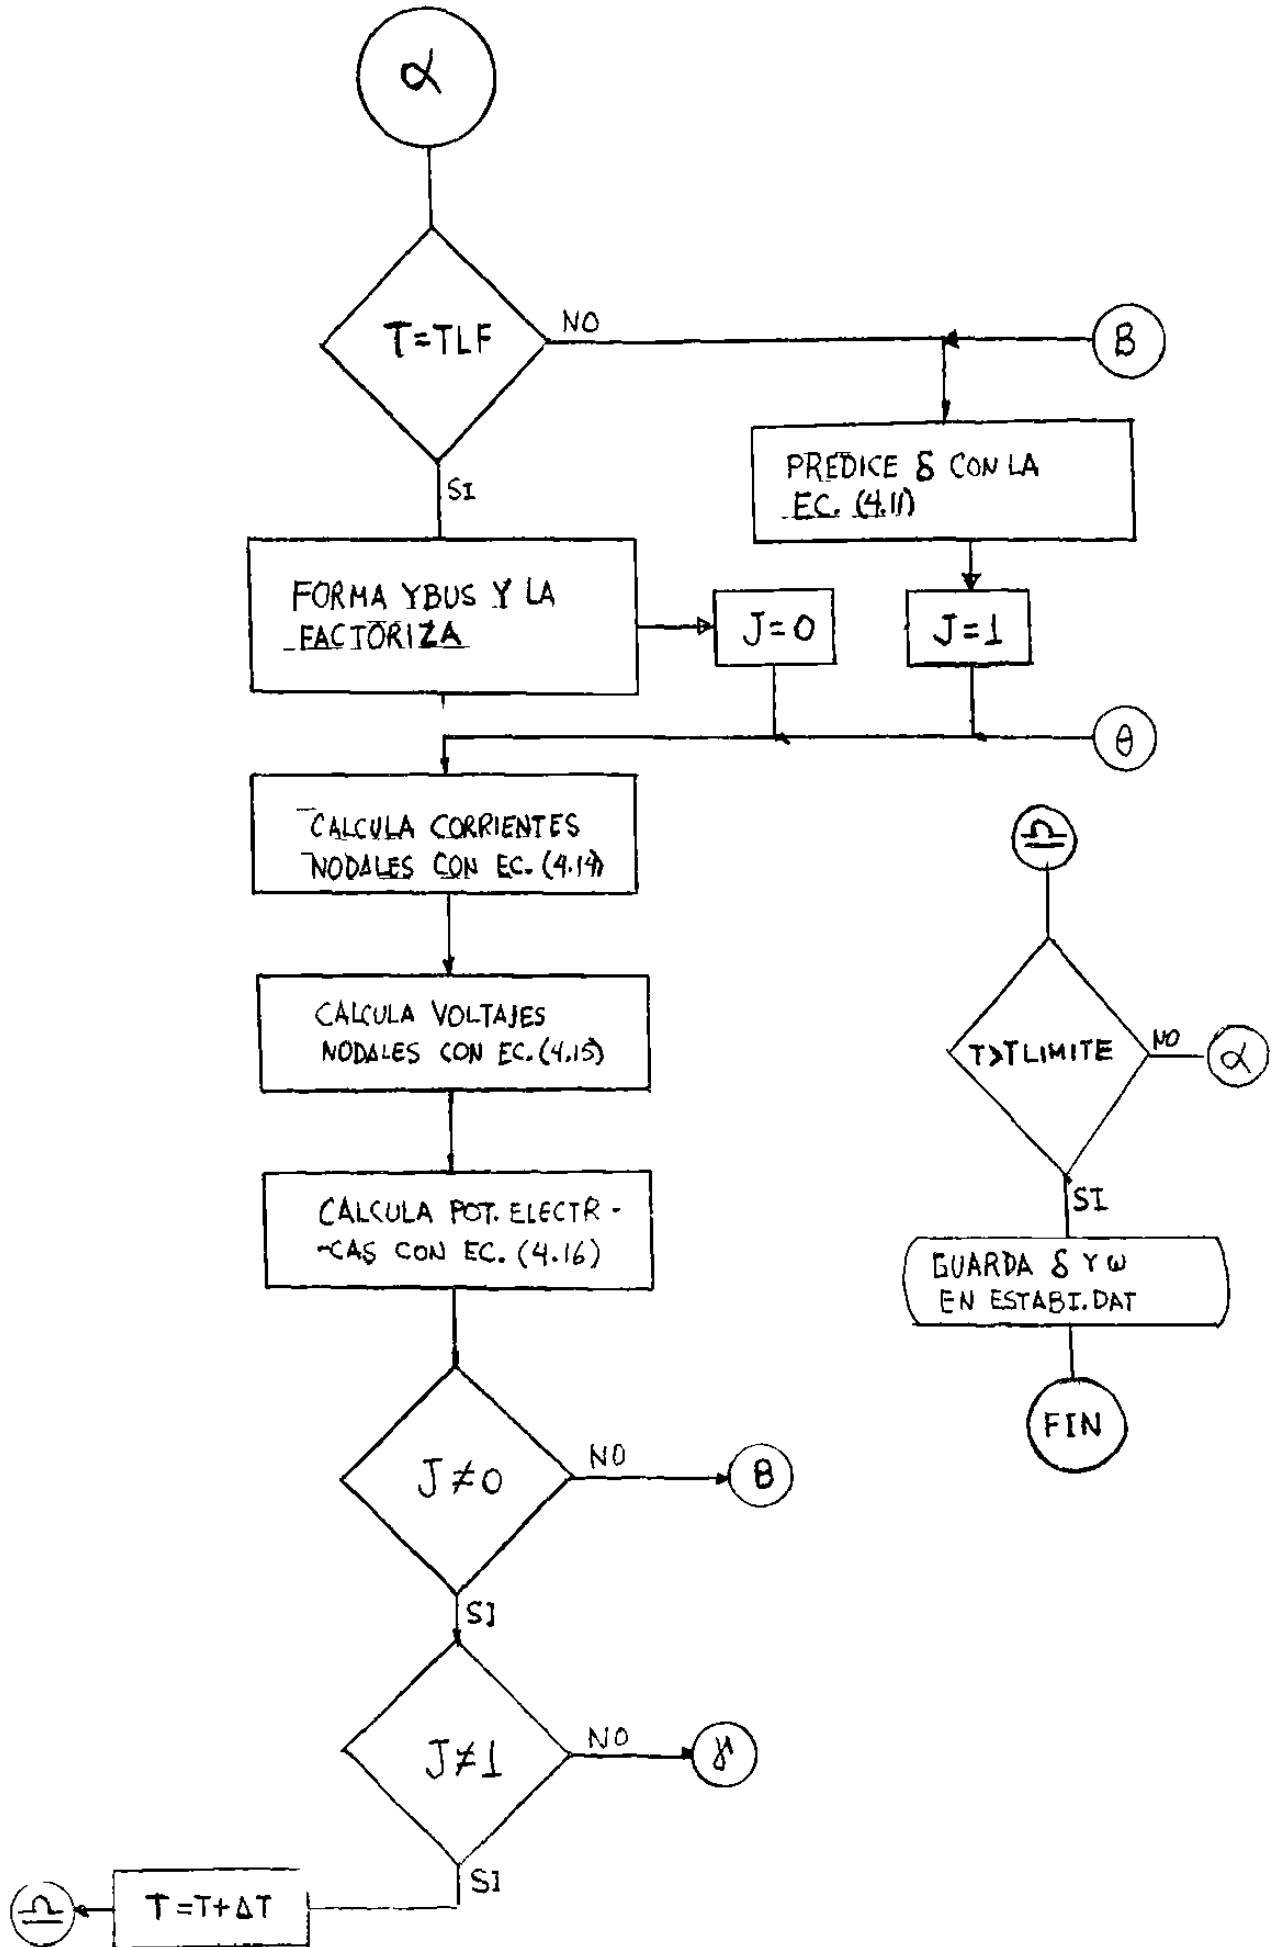 α
T=TLF
NO
B
SI
PREDICE δ CON LA
EC. (4.11)
FORMA YBUS Y LA
FACTORIZA
J=0
J=1
θ
CALCULA CORRIENTES
NODALES CON EC. (4.14)
Ω
CALCULA VOLTAJES
NODALES CON EC. (4.15)
T>TLIMITE
NO
α
SI
CALCULA POT. ELECTR-
-CAS CON EC. (4.16)
GUARDA δ Y ω
EN ESTABI.DAT
FIN
J≠0
NO
B
SI
J≠1
NO
γ
SI
T=T+ΔT
Ω